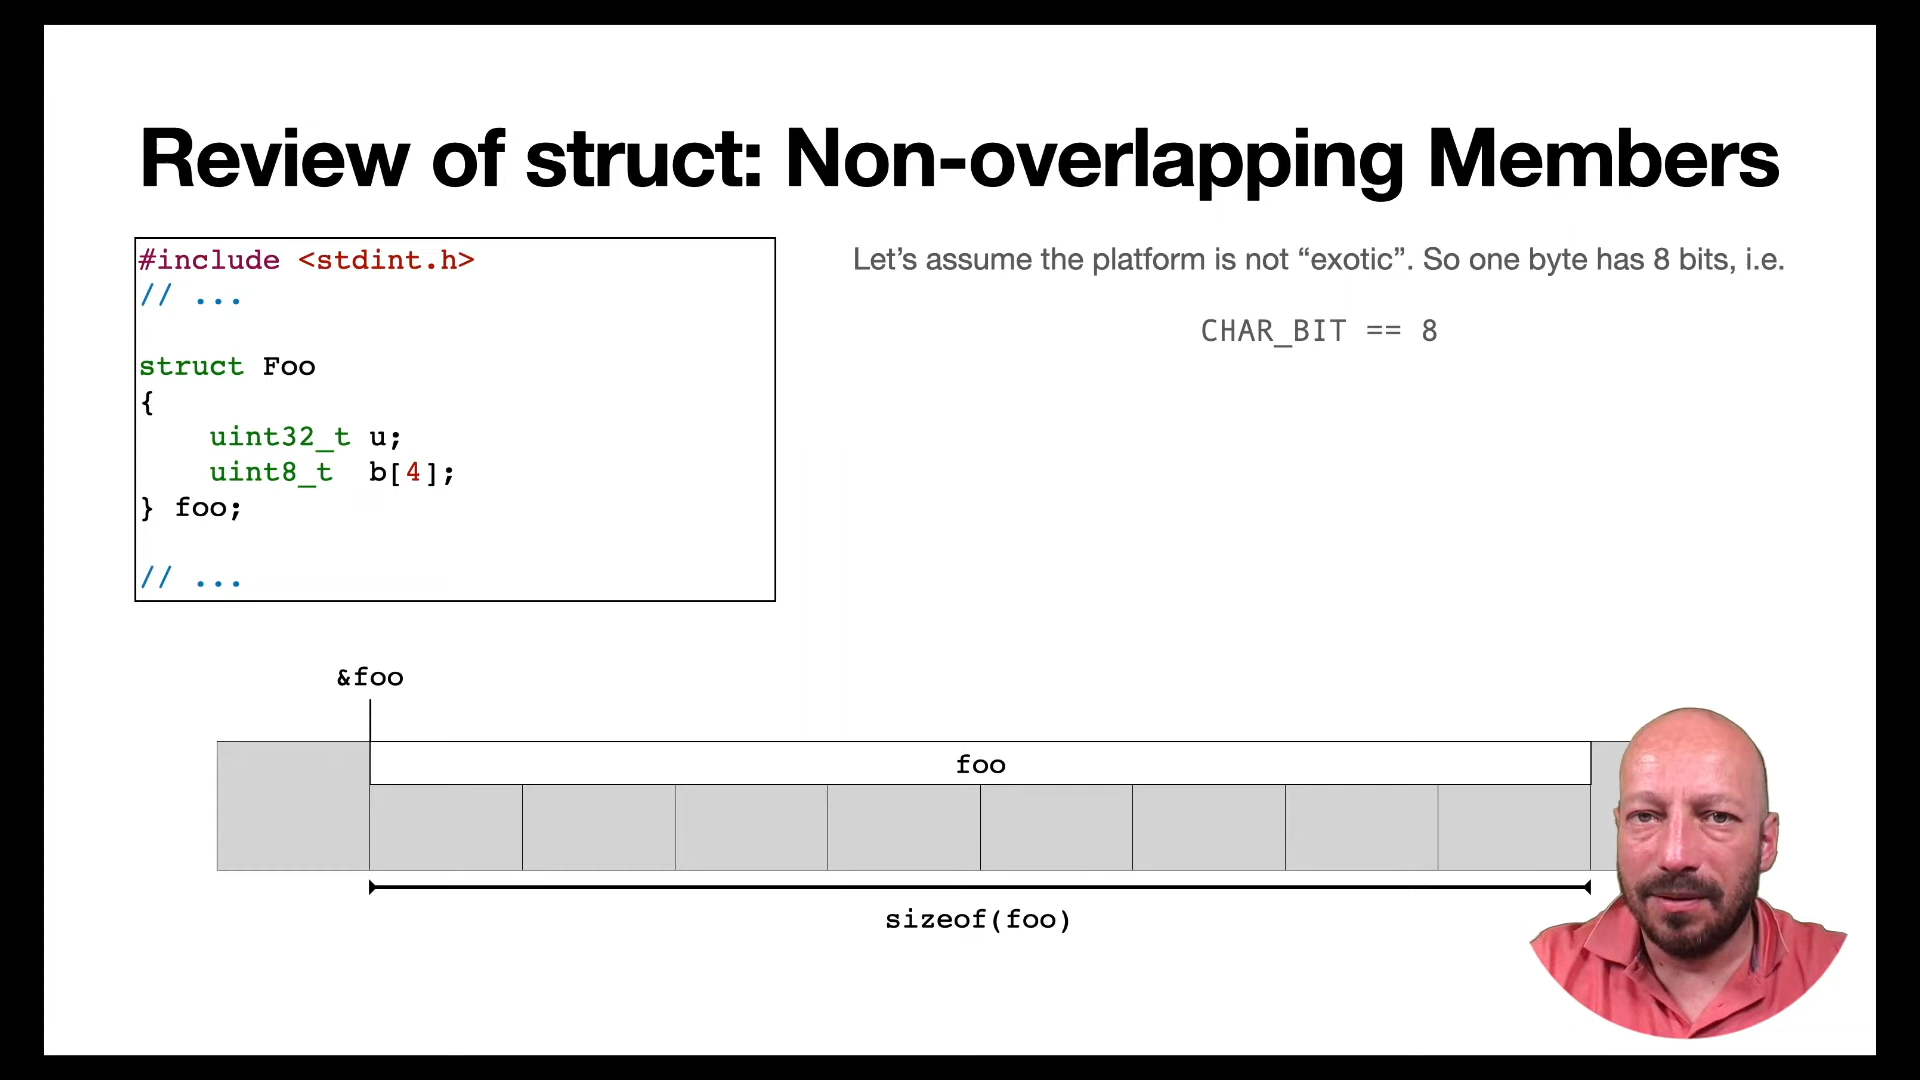 Review of struct: Non-overlapping Members
#include <stdint.h>
// ...
struct Foo
{
    uint32_t u;
    uint8_t  b[4];
} foo;
// ...
Let’s assume the platform is not “exotic”. So one byte has 8 bits, i.e.
CHAR_BIT == 8
&foo
foo
sizeof(foo)